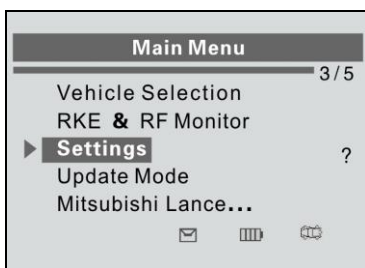 Main Menu
3/5
Vehicle Selection
RKE & RF Monitor
Settings
?
Update Mode
Mitsubishi Lance...